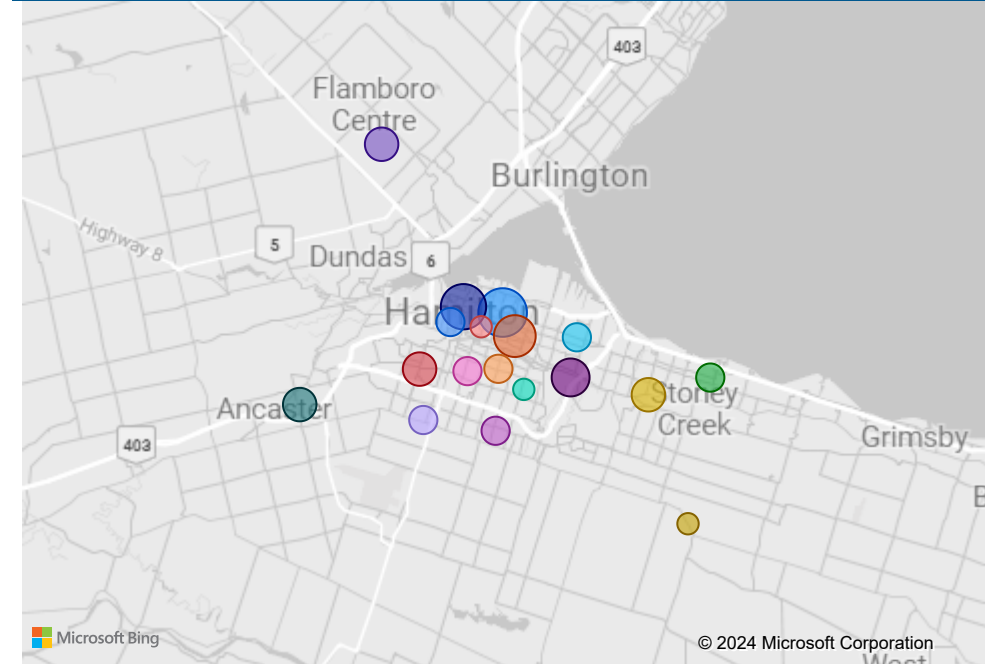 403
Flamboro
Centre
Burlington
Highway 8
5
Dundas
6
Hamilton
Ancaster
Stoney
Creek
403
Grimsby
B
Microsoft Bing
© 2024 Microsoft Corporation
West